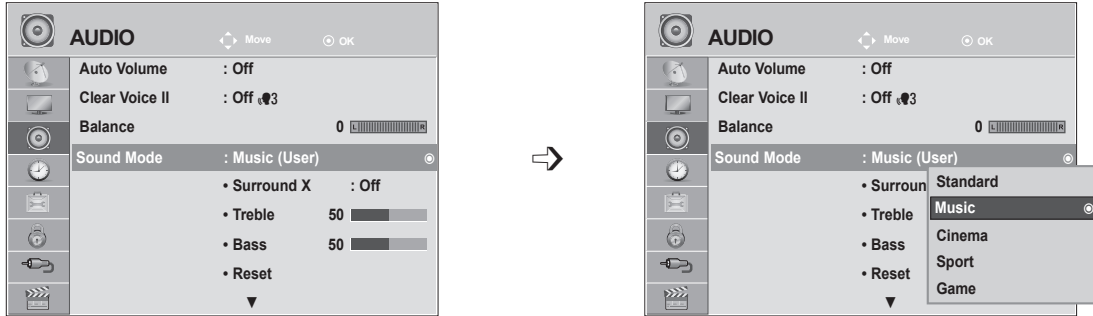 AUDIO Move OK
Auto Volume : Off
Clear Voice II : Off 3
Balance 0 L R
Sound Mode : Music (User)
• Surround X : Off
• Treble 50
• Bass 50
• Reset
▼
AUDIO Move OK
Auto Volume : Off
Clear Voice II : Off 3
Balance 0 L R
Sound Mode : Music (User)
• Surroun
• Treble
• Bass
• Reset
▼
Standard
Music
Cinema
Sport
Game